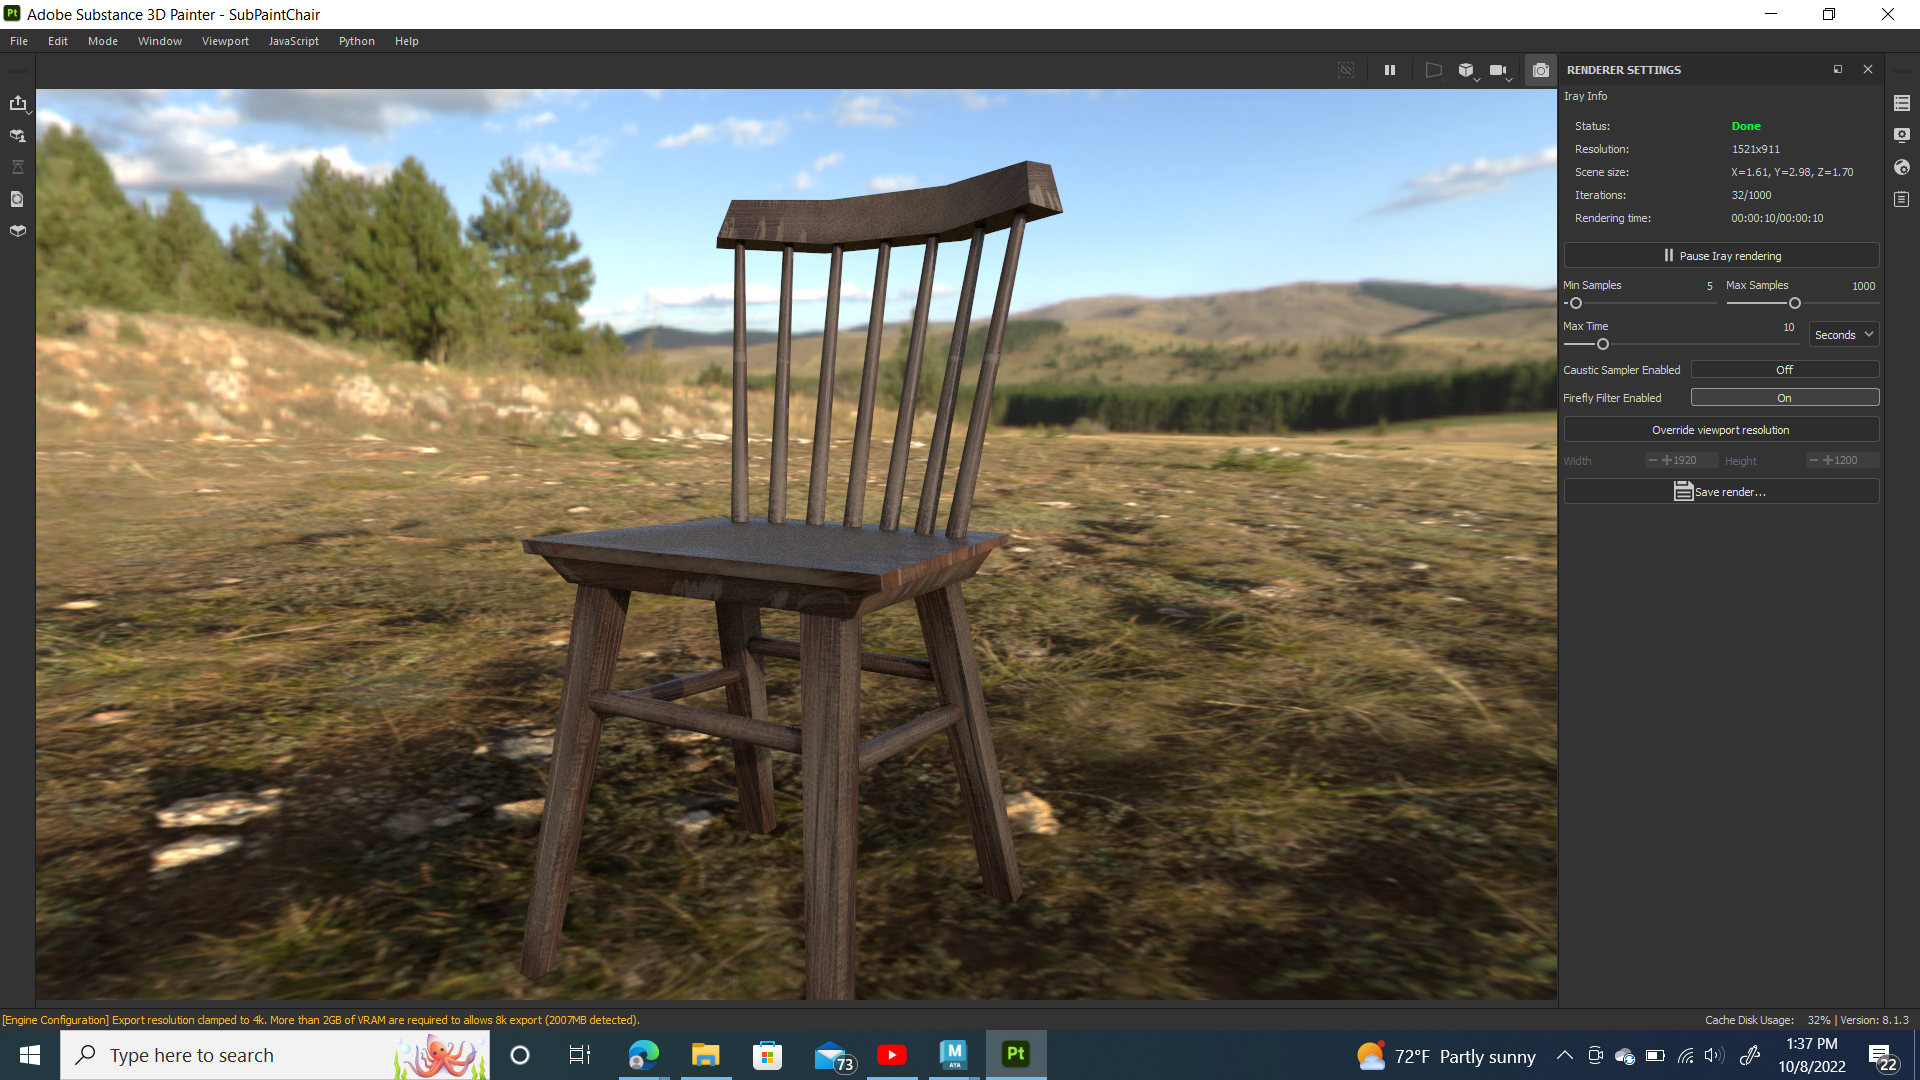 Pt Adobe Substance 3D Painter - SubPaintChair
File Edit Mode Window Viewport JavaScript Python Help
RENDERER SETTINGS
Iray Info
Status: Done
Resolution: 1521x911
Scene size: X=1.61, Y=2.98, Z=1.70
Iterations: 32/1000
Rendering time: 00:00:10/00:00:10
Pause Iray rendering
Min Samples 5 Max Samples 1000
Max Time 10 Seconds
Caustic Sampler Enabled Off
Firefly Filter Enabled On
Override viewport resolution
Width 1920 Height 1200
Save render...
[Engine Configuration] Export resolution clamped to 4k. More than 2GB of VRAM are required to allows 8k export (2007MB detected).
Cache Disk Usage: 32% | Version: 8.1.3
Type here to search
73
M
AYA
Pt
72°F Partly sunny
1:37 PM
10/8/2022
22